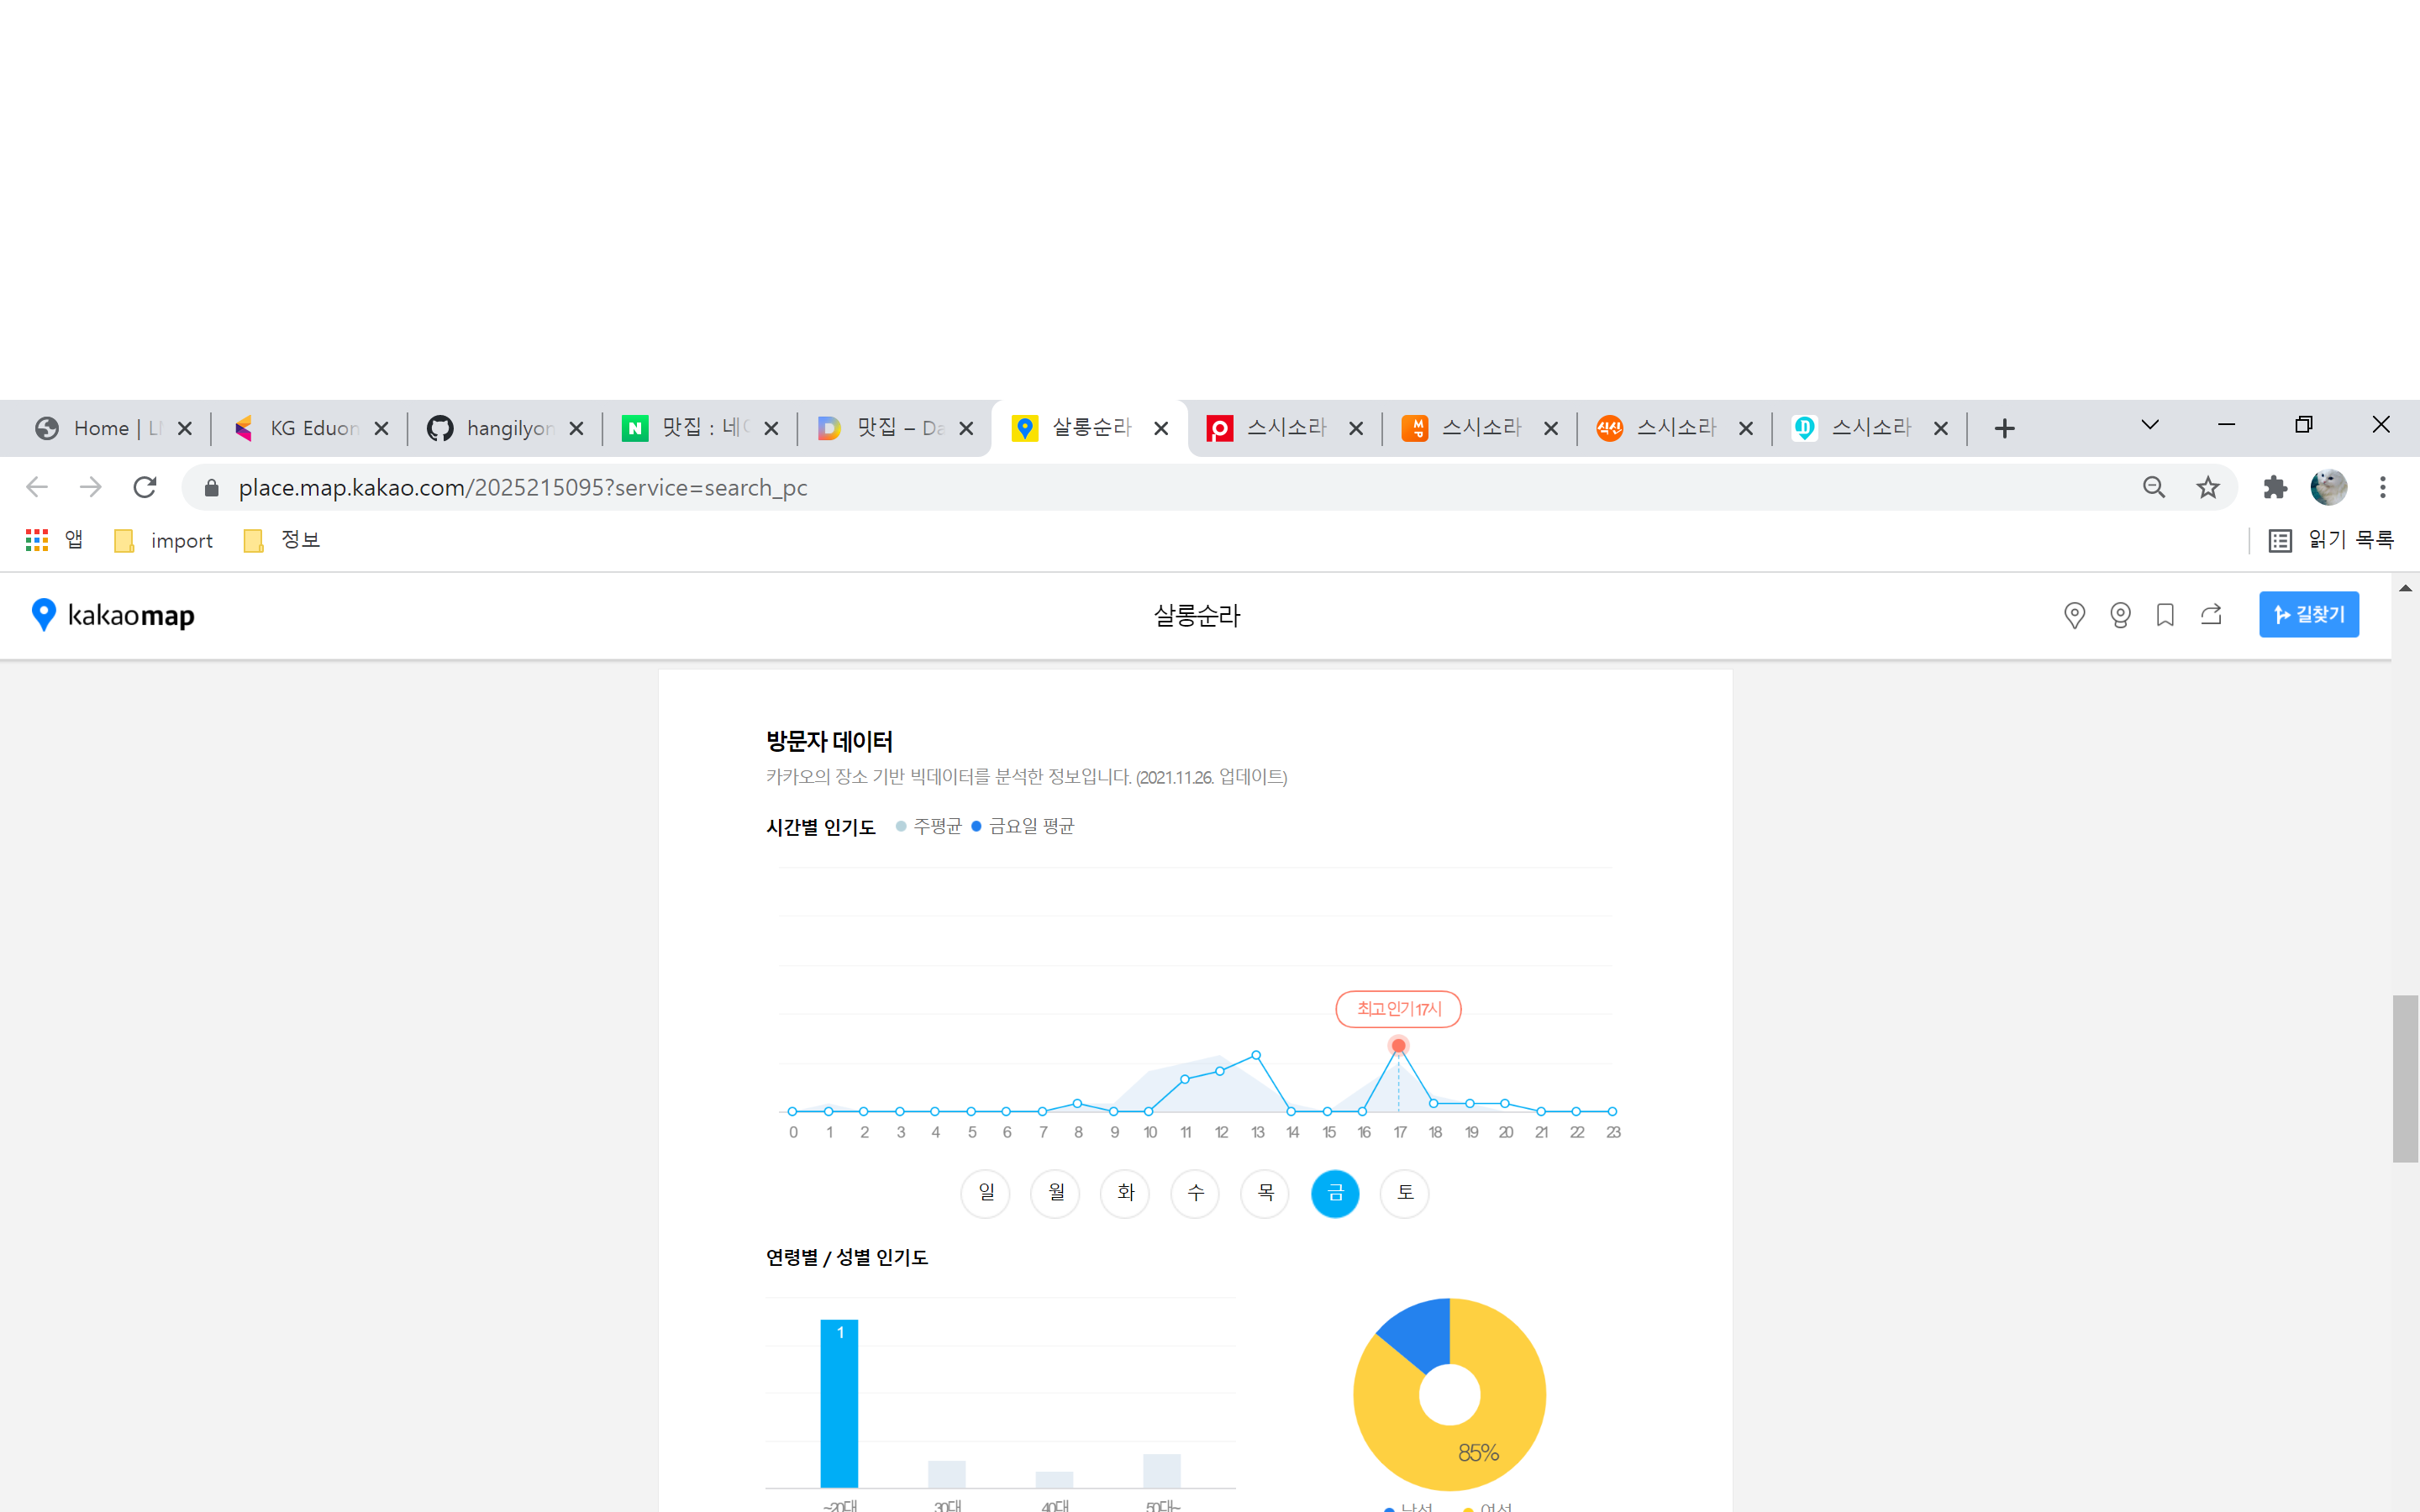 Home | LM
KG Eduon
hangilyon
맛집 : 네이
맛집 – Da
살롱순라
스시소라
스시소라
스시소라
스시소라
place.map.kakao.com/2025215095?service=search_pc
앱 import 정보 읽기 목록
kakaomap 살롱순라 길찾기
방문자 데이터
카카오의 장소 기반 빅데이터를 분석한 정보입니다. (2021.11.26. 업데이트)
시간별 인기도 주평균 금요일 평균
최고 인기 17시
0 1 2 3 4 5 6 7 8 9 10 11 12 13 14 15 16 17 18 19 20 21 22 23
일 월 화 수 목 금 토
연령별 / 성별 인기도
1
85%
~20대 30대 40대 50대~
남성 여성